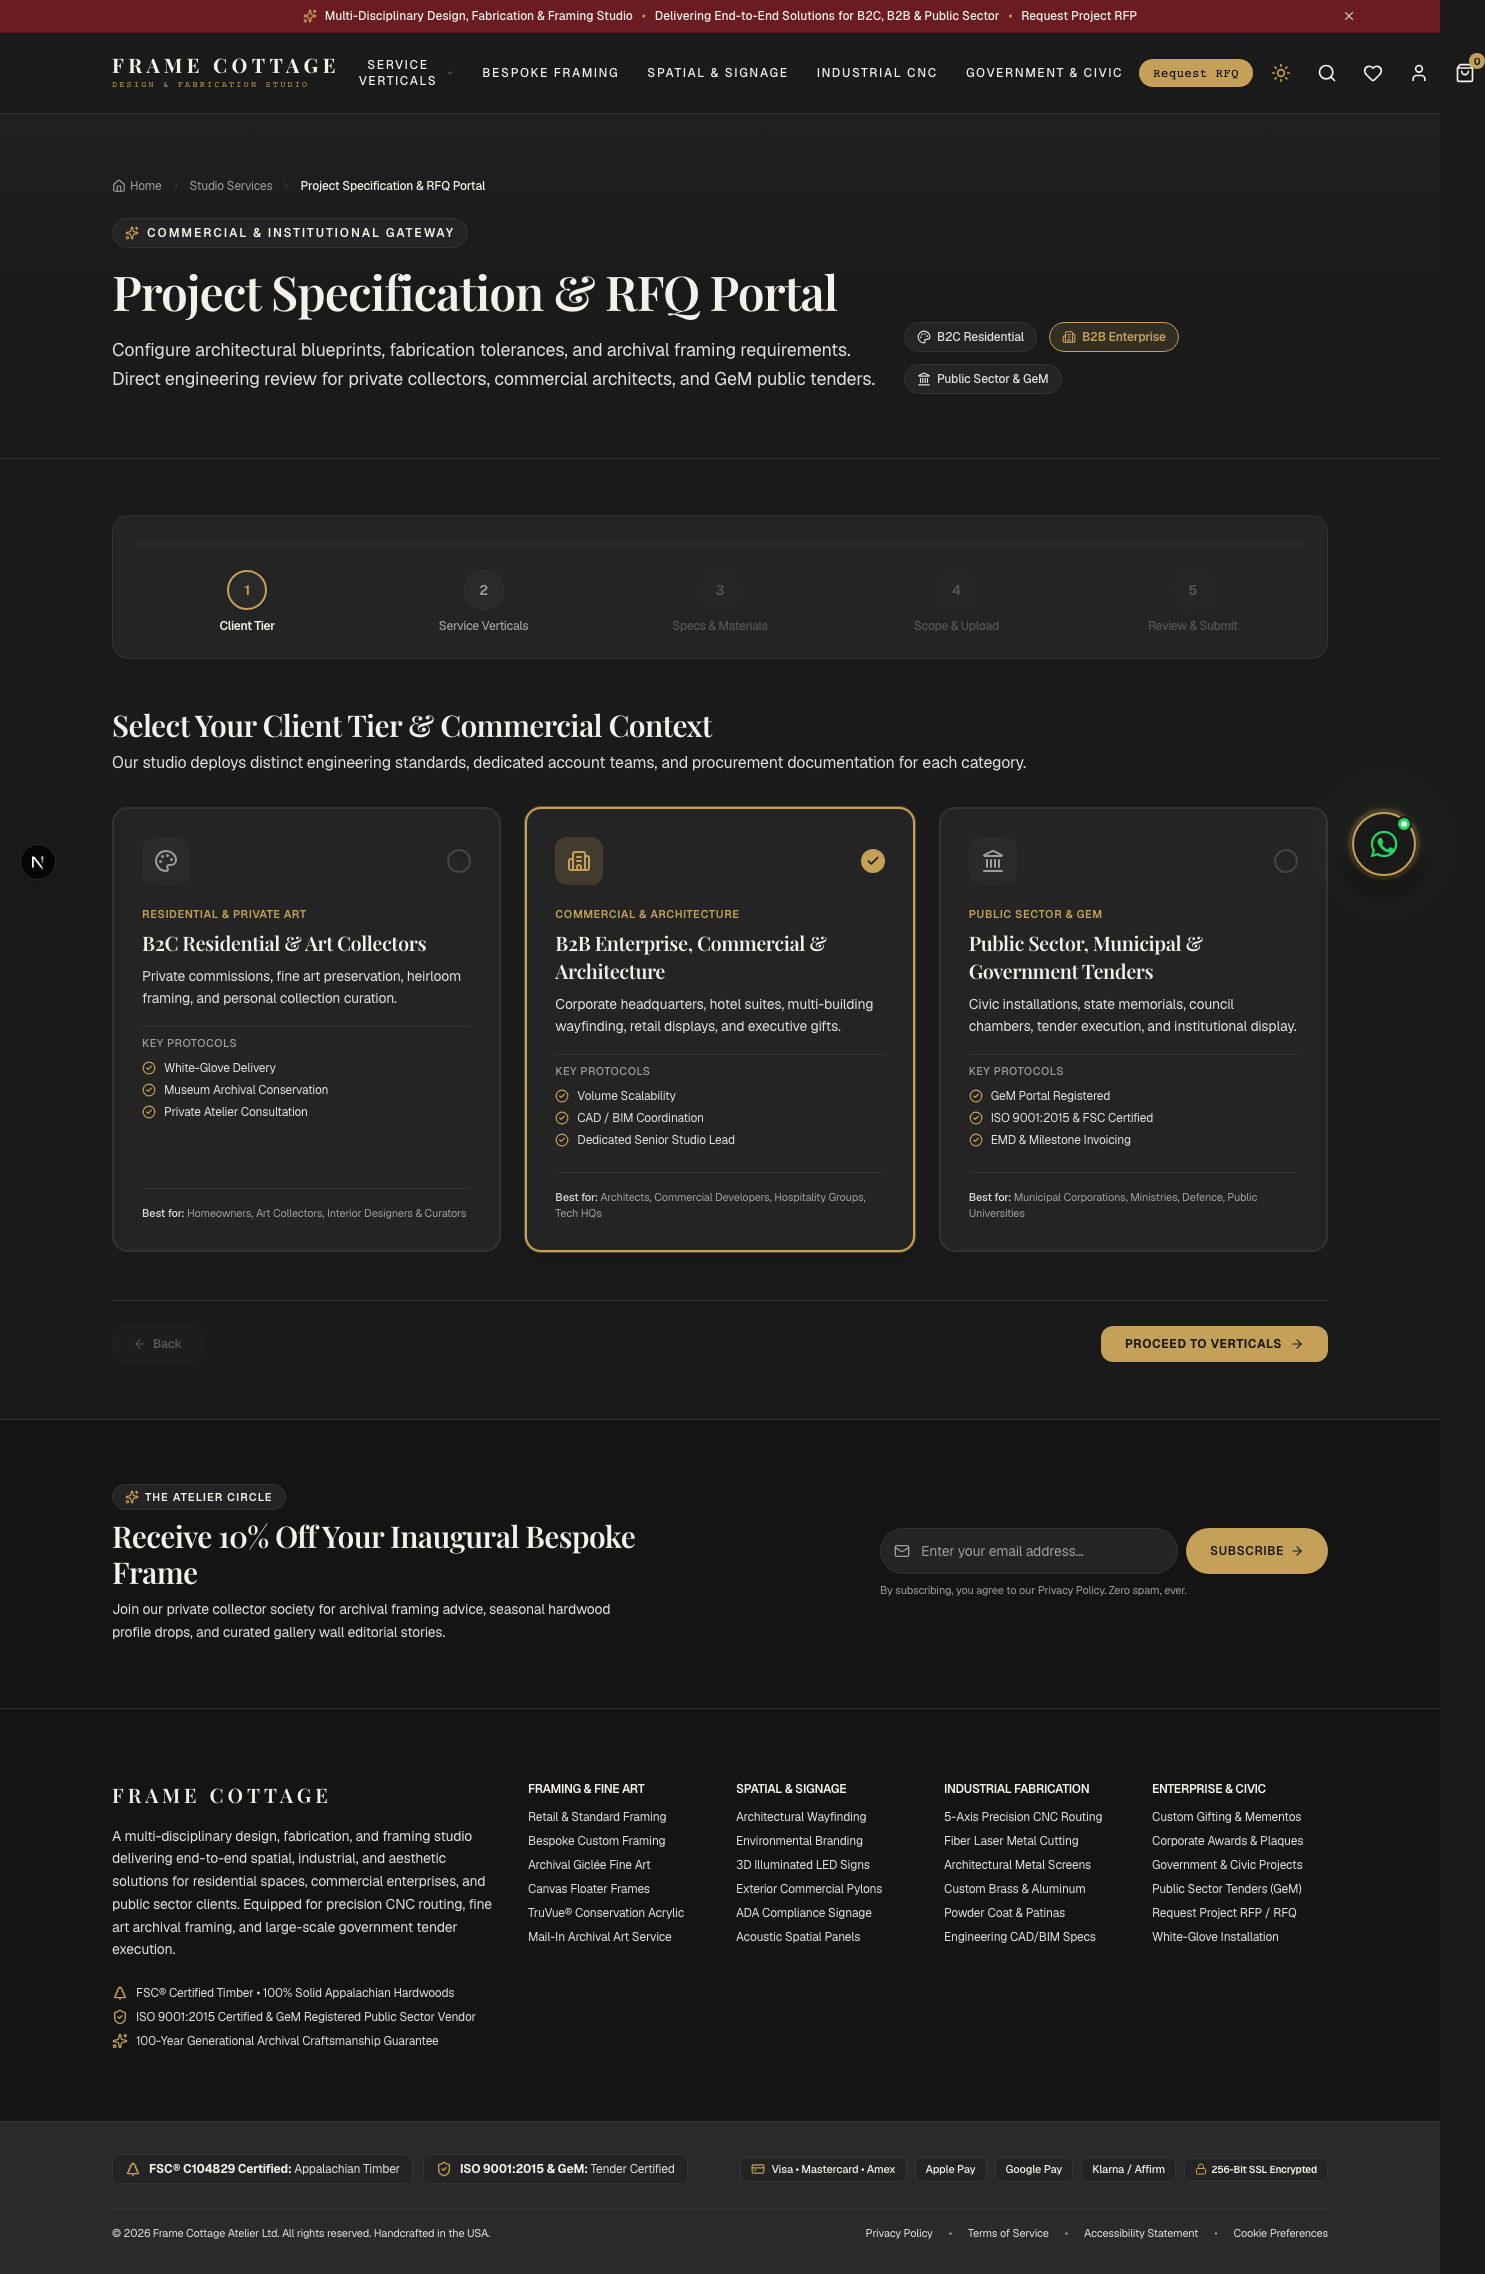 Multi-Disciplinary Design, Fabrication & Framing Studio • Delivering End-to-End Solutions for B2C, B2B & Public Sector • Request Project RFP
FRAME COTTAGE
DESIGN & FABRICATION STUDIO
SERVICE VERTICALS
BESPOKE FRAMING
SPATIAL & SIGNAGE
INDUSTRIAL CNC
GOVERNMENT & CIVIC
Request RFQ
0
Home
Studio Services
Project Specification & RFQ Portal
COMMERCIAL & INSTITUTIONAL GATEWAY
Project Specification & RFQ Portal
Configure architectural blueprints, fabrication tolerances, and archival framing requirements.
Direct engineering review for private collectors, commercial architects, and GeM public tenders.
B2C Residential
B2B Enterprise
Public Sector & GeM
1
2
3
4
5
Client Tier
Service Verticals
Specs & Materials
Scope & Upload
Review & Submit
Select Your Client Tier & Commercial Context
Our studio deploys distinct engineering standards, dedicated account teams, and procurement documentation for each category.
RESIDENTIAL & PRIVATE ART
B2C Residential & Art Collectors
Private commissions, fine art preservation, heirloom
framing, and personal collection curation.
KEY PROTOCOLS
White-Glove Delivery
Museum Archival Conservation
Private Atelier Consultation
Best for: Homeowners, Art Collectors, Interior Designers & Curators
COMMERCIAL & ARCHITECTURE
B2B Enterprise, Commercial &
Architecture
Corporate headquarters, hotel suites, multi-building
wayfinding, retail displays, and executive gifts.
KEY PROTOCOLS
Volume Scalability
CAD / BIM Coordination
Dedicated Senior Studio Lead
Best for: Architects, Commercial Developers, Hospitality Groups,
Tech HQs
PUBLIC SECTOR & GEM
Public Sector, Municipal &
Government Tenders
Civic installations, state memorials, council
chambers, tender execution, and institutional display.
KEY PROTOCOLS
GeM Portal Registered
ISO 9001:2015 & FSC Certified
EMD & Milestone Invoicing
Best for: Municipal Corporations, Ministries, Defence, Public
Universities
N
Back
PROCEED TO VERTICALS
THE ATELIER CIRCLE
Receive 10% Off Your Inaugural Bespoke
Frame
Join our private collector society for archival framing advice, seasonal hardwood
profile drops, and curated gallery wall editorial stories.
Enter your email address...
SUBSCRIBE
By subscribing, you agree to our Privacy Policy. Zero spam, ever.
FRAME COTTAGE
A multi-disciplinary design, fabrication, and framing studio
delivering end-to-end spatial, industrial, and aesthetic
solutions for residential spaces, commercial enterprises, and
public sector clients. Equipped for precision CNC routing, fine
art archival framing, and large-scale government tender
execution.
FSC® Certified Timber • 100% Solid Appalachian Hardwoods
ISO 9001:2015 Certified & GeM Registered Public Sector Vendor
100-Year Generational Archival Craftsmanship Guarantee
FRAMING & FINE ART
Retail & Standard Framing
Bespoke Custom Framing
Archival Giclée Fine Art
Canvas Floater Frames
TruVue® Conservation Acrylic
Mail-In Archival Art Service
SPATIAL & SIGNAGE
Architectural Wayfinding
Environmental Branding
3D Illuminated LED Signs
Exterior Commercial Pylons
ADA Compliance Signage
Acoustic Spatial Panels
INDUSTRIAL FABRICATION
5-Axis Precision CNC Routing
Fiber Laser Metal Cutting
Architectural Metal Screens
Custom Brass & Aluminum
Powder Coat & Patinas
Engineering CAD/BIM Specs
ENTERPRISE & CIVIC
Custom Gifting & Mementos
Corporate Awards & Plaques
Government & Civic Projects
Public Sector Tenders (GeM)
Request Project RFP / RFQ
White-Glove Installation
FSC® C104829 Certified: Appalachian Timber
ISO 9001:2015 & GeM: Tender Certified
Visa • Mastercard • Amex
Apple Pay
Google Pay
Klarna / Affirm
256-Bit SSL Encrypted
© 2026 Frame Cottage Atelier Ltd. All rights reserved. Handcrafted in the USA.
Privacy Policy • Terms of Service • Accessibility Statement • Cookie Preferences